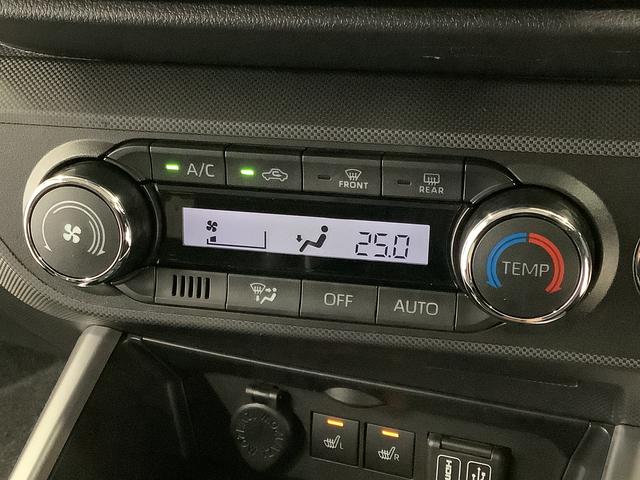 A/C
FRONT
REAR
25.0
TEMP
OFF
AUTO
L
R